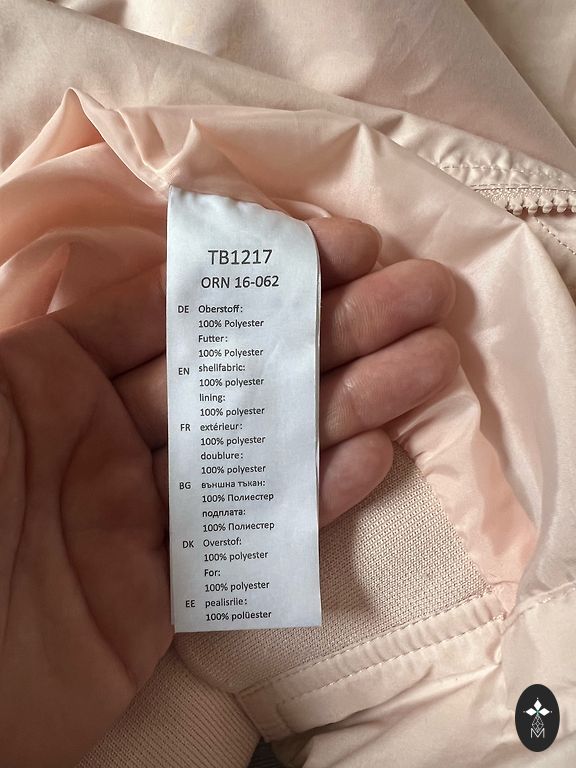 TB1217
ORN 16-062
DE Oberstoff:
100% Polyester
Futter:
100% Polyester
EN shellfabric:
100% polyester
lining:
100% polyester
FR extérieur:
100% polyester
doublure:
100% polyester
BG външна тъкан:
100% Полиестер
подплата:
100% Полиестер
DK Overstof:
100% polyester
For:
100% polyester
EE pealisriie:
100% polüester
M